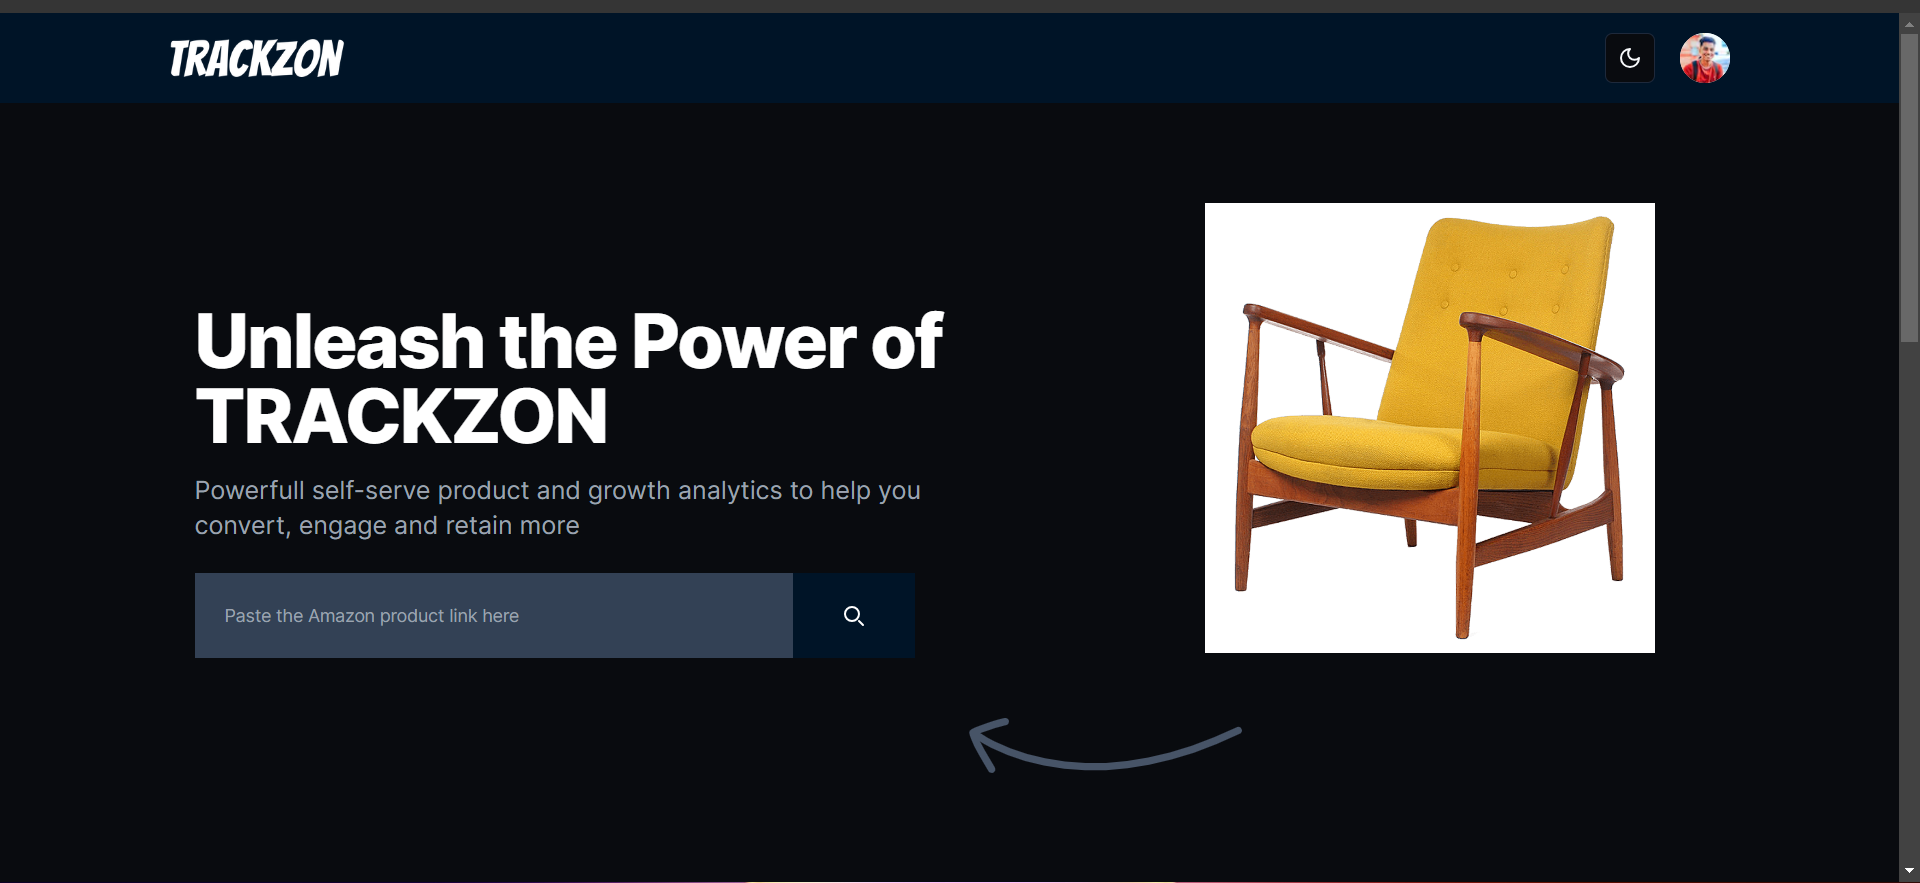 TRACKZON
Unleash the Power of
TRACKZON
Powerfull self-serve product and growth analytics to help you
convert, engage and retain more
Paste the Amazon product link here